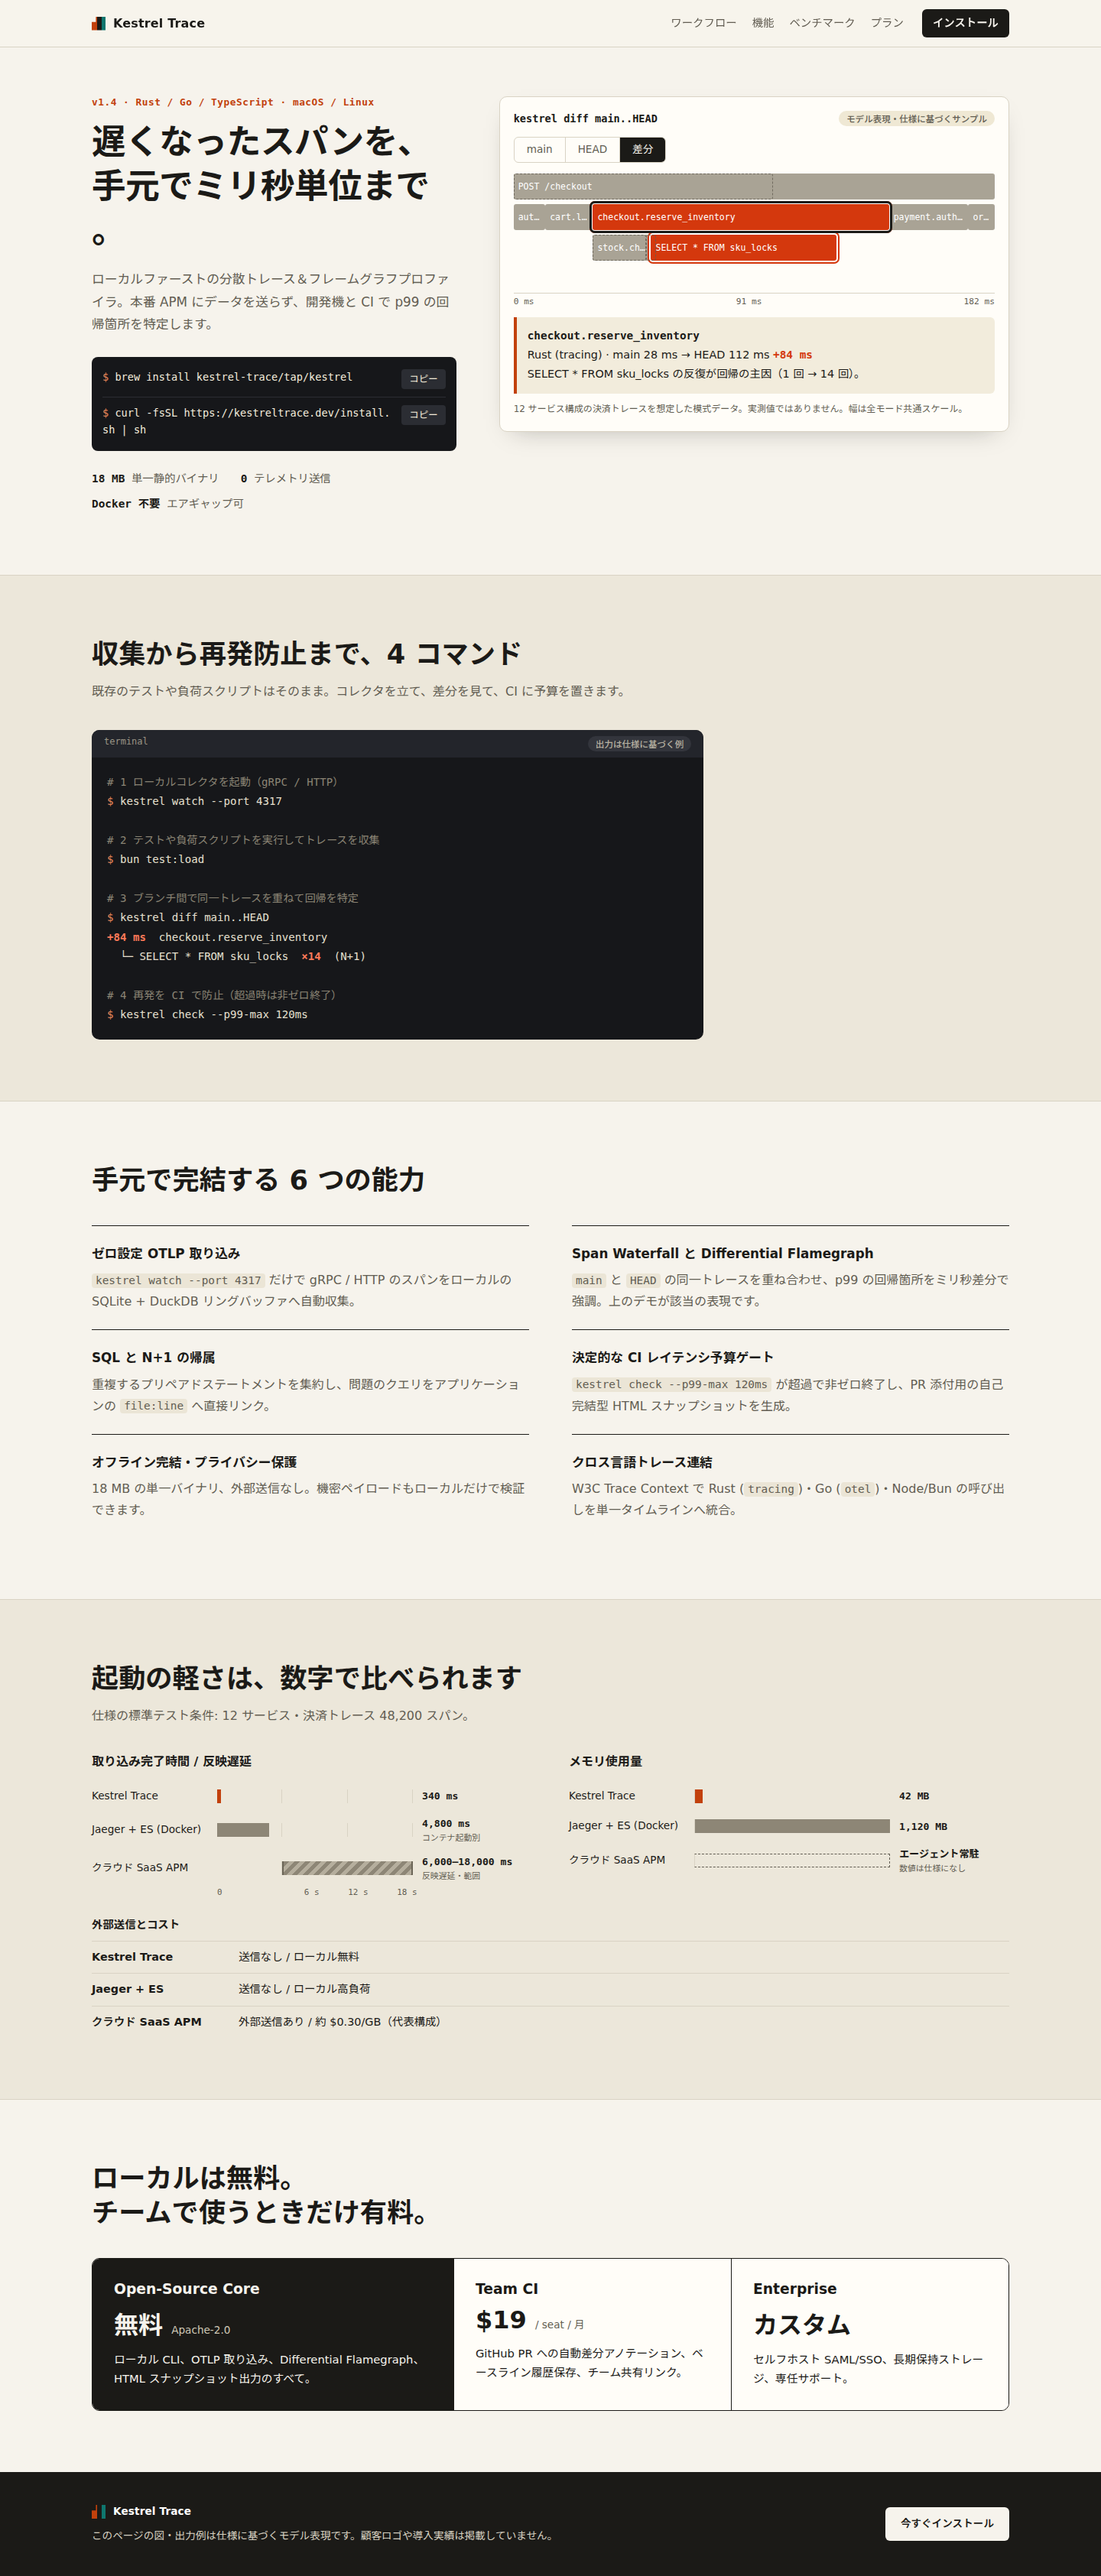 Kestrel Trace
ワークフロー 機能 ベンチマーク プラン インストール
v1.4 · Rust / Go / TypeScript · macOS / Linux
遅くなったスパンを、
手元でミリ秒単位まで
。
ローカルファーストの分散トレース＆フレームグラフプロファ
イラ。本番 APM にデータを送らず、開発機と CI で p99 の回
帰箇所を特定します。
$ brew install kestrel-trace/tap/kestrel コピー
$ curl -fsSL https://kestreltrace.dev/install.
sh | sh
コピー
18 MB 単一静的バイナリ 0 テレメトリ送信
Docker 不要 エアギャップ可
kestrel diff main..HEAD モデル表現・仕様に基づくサンプル
main HEAD 差分
POST /checkout
aut… cart.l… checkout.reserve_inventory payment.auth… or…
stock.ch… SELECT * FROM sku_locks
0 ms 91 ms 182 ms
checkout.reserve_inventory
Rust (tracing) · main 28 ms → HEAD 112 ms +84 ms
SELECT * FROM sku_locks の反復が回帰の主因（1 回 → 14 回）。
12 サービス構成の決済トレースを想定した模式データ。実測値ではありません。幅は全モード共通スケール。
収集から再発防止まで、4 コマンド
既存のテストや負荷スクリプトはそのまま。コレクタを立て、差分を見て、CI に予算を置きます。
terminal 出力は仕様に基づく例
# 1 ローカルコレクタを起動（gRPC / HTTP）
$ kestrel watch --port 4317
# 2 テストや負荷スクリプトを実行してトレースを収集
$ bun test:load
# 3 ブランチ間で同一トレースを重ねて回帰を特定
$ kestrel diff main..HEAD
+84 ms checkout.reserve_inventory
└─ SELECT * FROM sku_locks ×14 (N+1)
# 4 再発を CI で防止（超過時は非ゼロ終了）
$ kestrel check --p99-max 120ms
手元で完結する 6 つの能力
ゼロ設定 OTLP 取り込み
kestrel watch --port 4317 だけで gRPC / HTTP のスパンをローカルの
SQLite + DuckDB リングバッファへ自動収集。
Span Waterfall と Differential Flamegraph
main と HEAD の同一トレースを重ね合わせ、p99 の回帰箇所をミリ秒差分で
強調。上のデモが該当の表現です。
SQL と N+1 の帰属
重複するプリペアドステートメントを集約し、問題のクエリをアプリケーショ
ンの file:line へ直接リンク。
決定的な CI レイテンシ予算ゲート
kestrel check --p99-max 120ms が超過で非ゼロ終了し、PR 添付用の自己
完結型 HTML スナップショットを生成。
オフライン完結・プライバシー保護
18 MB の単一バイナリ、外部送信なし。機密ペイロードもローカルだけで検証
できます。
クロス言語トレース連結
W3C Trace Context で Rust (tracing)・Go (otel)・Node/Bun の呼び出
しを単一タイムラインへ統合。
起動の軽さは、数字で比べられます
仕様の標準テスト条件: 12 サービス・決済トレース 48,200 スパン。
取り込み完了時間 / 反映遅延
Kestrel Trace 340 ms
Jaeger + ES (Docker) 4,800 ms
コンテナ起動別
クラウド SaaS APM 6,000–18,000 ms
反映遅延・範囲
0 6 s 12 s 18 s
メモリ使用量
Kestrel Trace 42 MB
Jaeger + ES (Docker) 1,120 MB
クラウド SaaS APM エージェント常駐
数値は仕様になし
外部送信とコスト
Kestrel Trace 送信なし / ローカル無料
Jaeger + ES 送信なし / ローカル高負荷
クラウド SaaS APM 外部送信あり / 約 $0.30/GB（代表構成）
ローカルは無料。
チームで使うときだけ有料。
Open-Source Core
無料 Apache-2.0
ローカル CLI、OTLP 取り込み、Differential Flamegraph、
HTML スナップショット出力のすべて。
Team CI
$19 / seat / 月
GitHub PR への自動差分アノテーション、ベ
ースライン履歴保存、チーム共有リンク。
Enterprise
カスタム
セルフホスト SAML/SSO、長期保持ストレー
ジ、専任サポート。
Kestrel Trace
このページの図・出力例は仕様に基づくモデル表現です。顧客ロゴや導入実績は掲載していません。
今すぐインストール